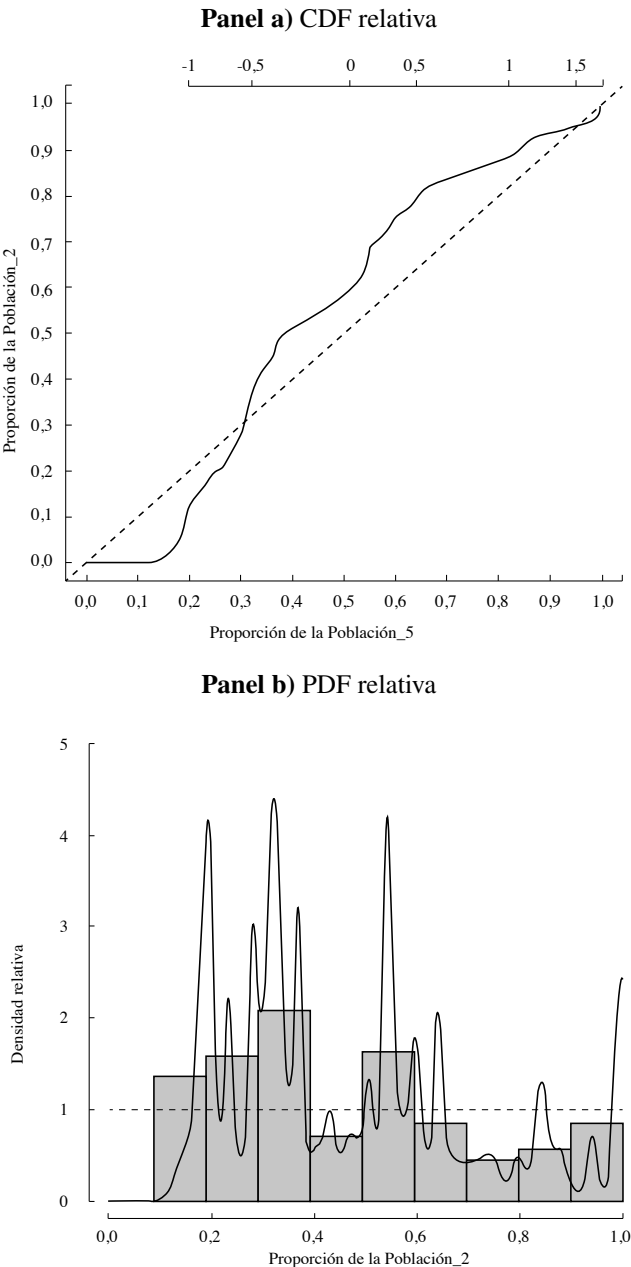 Panel a) CDF relativa
-1 -0,5 0 0,5 1 1,5
1,0
0,9
0,8
0,7
0,6
0,5
0,4
0,3
0,2
0,1
0,0
Proporción de la Población_2
0,0 0,1 0,2 0,3 0,4 0,5 0,6 0,7 0,8 0,9 1,0
Proporción de la Población_5
Panel b) PDF relativa
5
4
3
2
1
0
Densidad relativa
0,0 0,2 0,4 0,6 0,8 1,0
Proporción de la Población_2